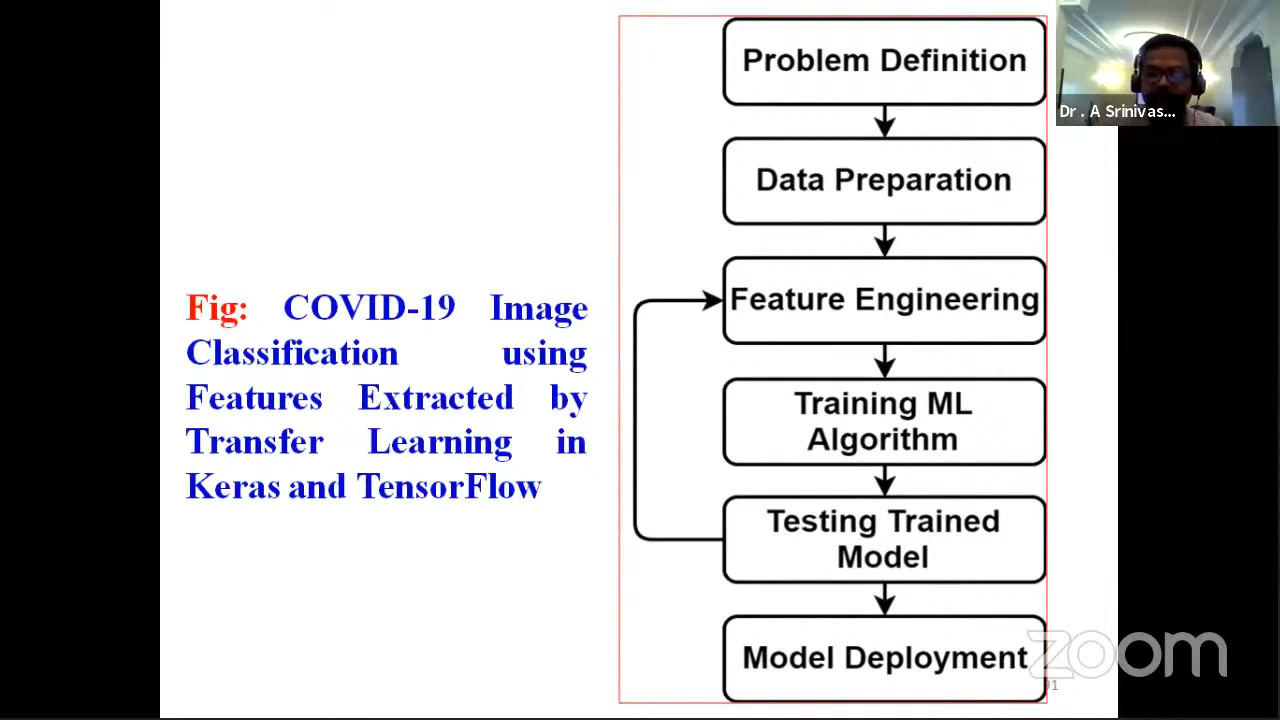 Problem Definition
Dr . A Srinivas...
Data Preparation
Feature Engineering
Fig: COVID-19 Image
Classification using
Features Extracted by
Transfer Learning in
Keras and TensorFlow
Training ML
Algorithm
Testing Trained
Model
Model Deployment
zoom